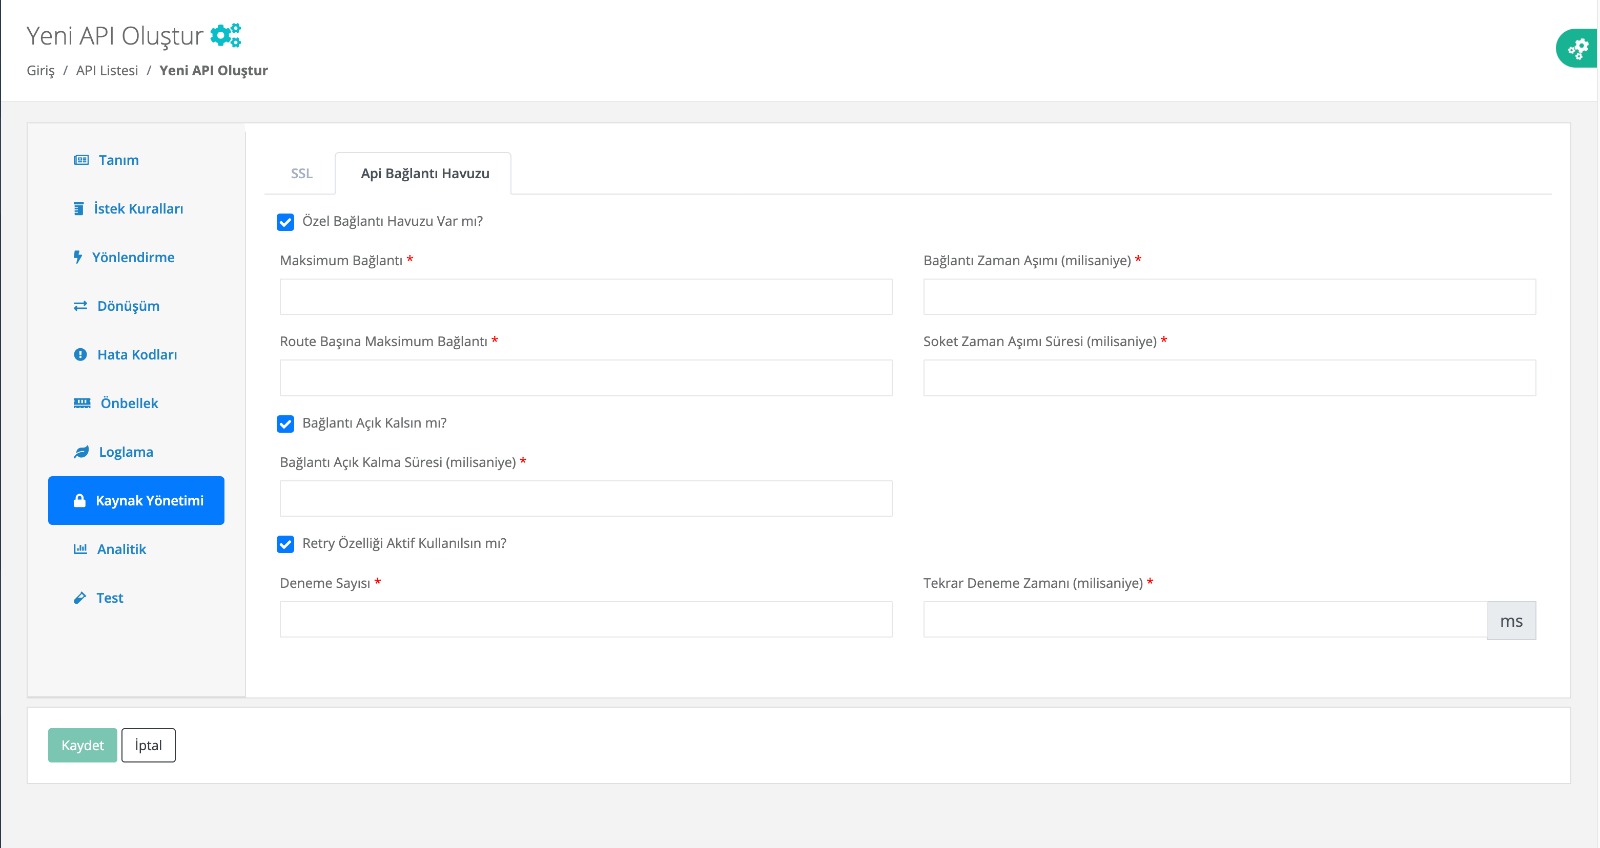 Yeni API Oluştur
Giriş / API Listesi / Yeni API Oluştur
Tanım
İstek Kuralları
Yönlendirme
Dönüşüm
Hata Kodları
Önbellek
Loglama
Kaynak Yönetimi
Analitik
Test
SSL
Api Bağlantı Havuzu
Özel Bağlantı Havuzu Var mı?
Maksimum Bağlantı *
Bağlantı Zaman Aşımı (milisaniye) *
Route Başına Maksimum Bağlantı *
Soket Zaman Aşımı Süresi (milisaniye) *
Bağlantı Açık Kalsın mı?
Bağlantı Açık Kalma Süresi (milisaniye) *
Retry Özelliği Aktif Kullanılsın mı?
Deneme Sayısı *
Tekrar Deneme Zamanı (milisaniye) *
ms
Kaydet
İptal